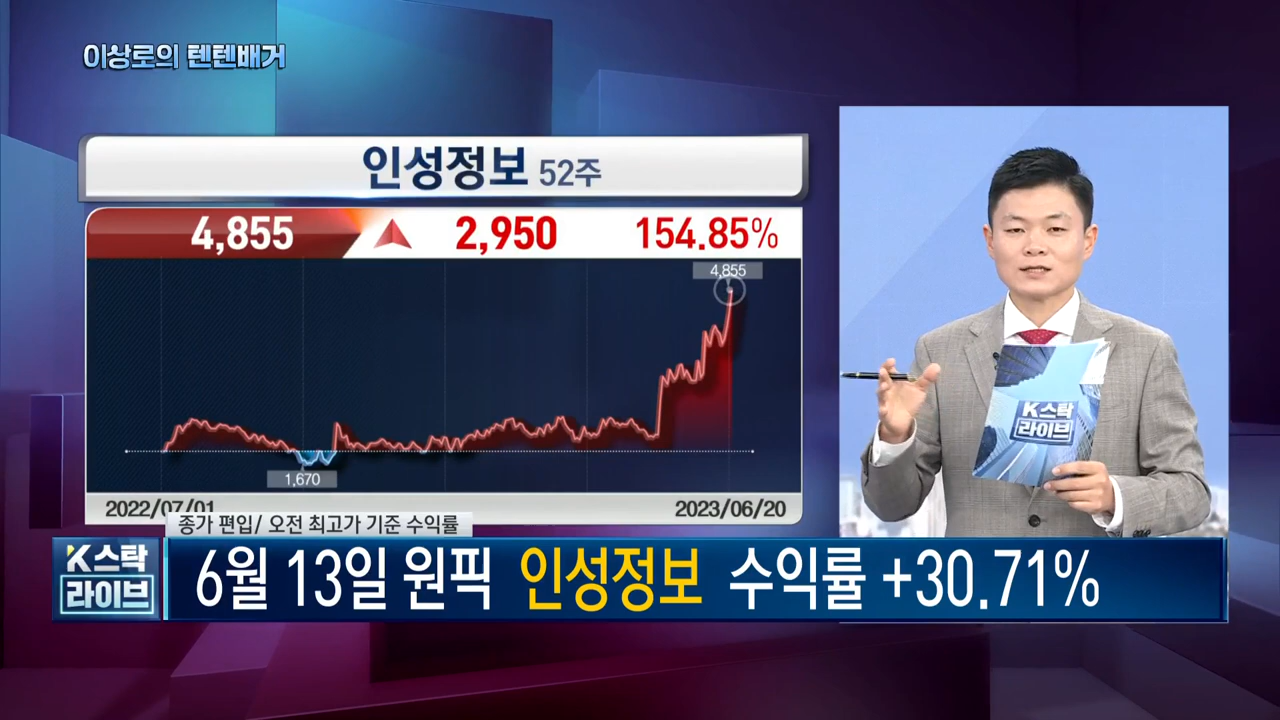 이상로의 텐텐배거
인성정보 52주
4,855 ▲ 2,950 154.85%
4,855
1,670
2022/07/01 2023/06/20
종가 편입/ 오전 최고가 기준 수익률
K스탁
라이브
6월 13일 원픽 인성정보 수익률 +30.71%
K스탁
라이브